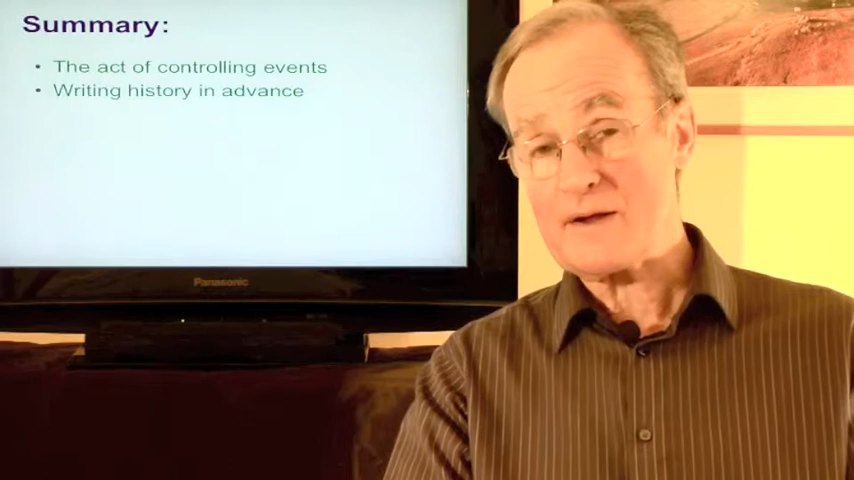 Summary:
• The act of controlling events
• Writing history in advance
Panasonic